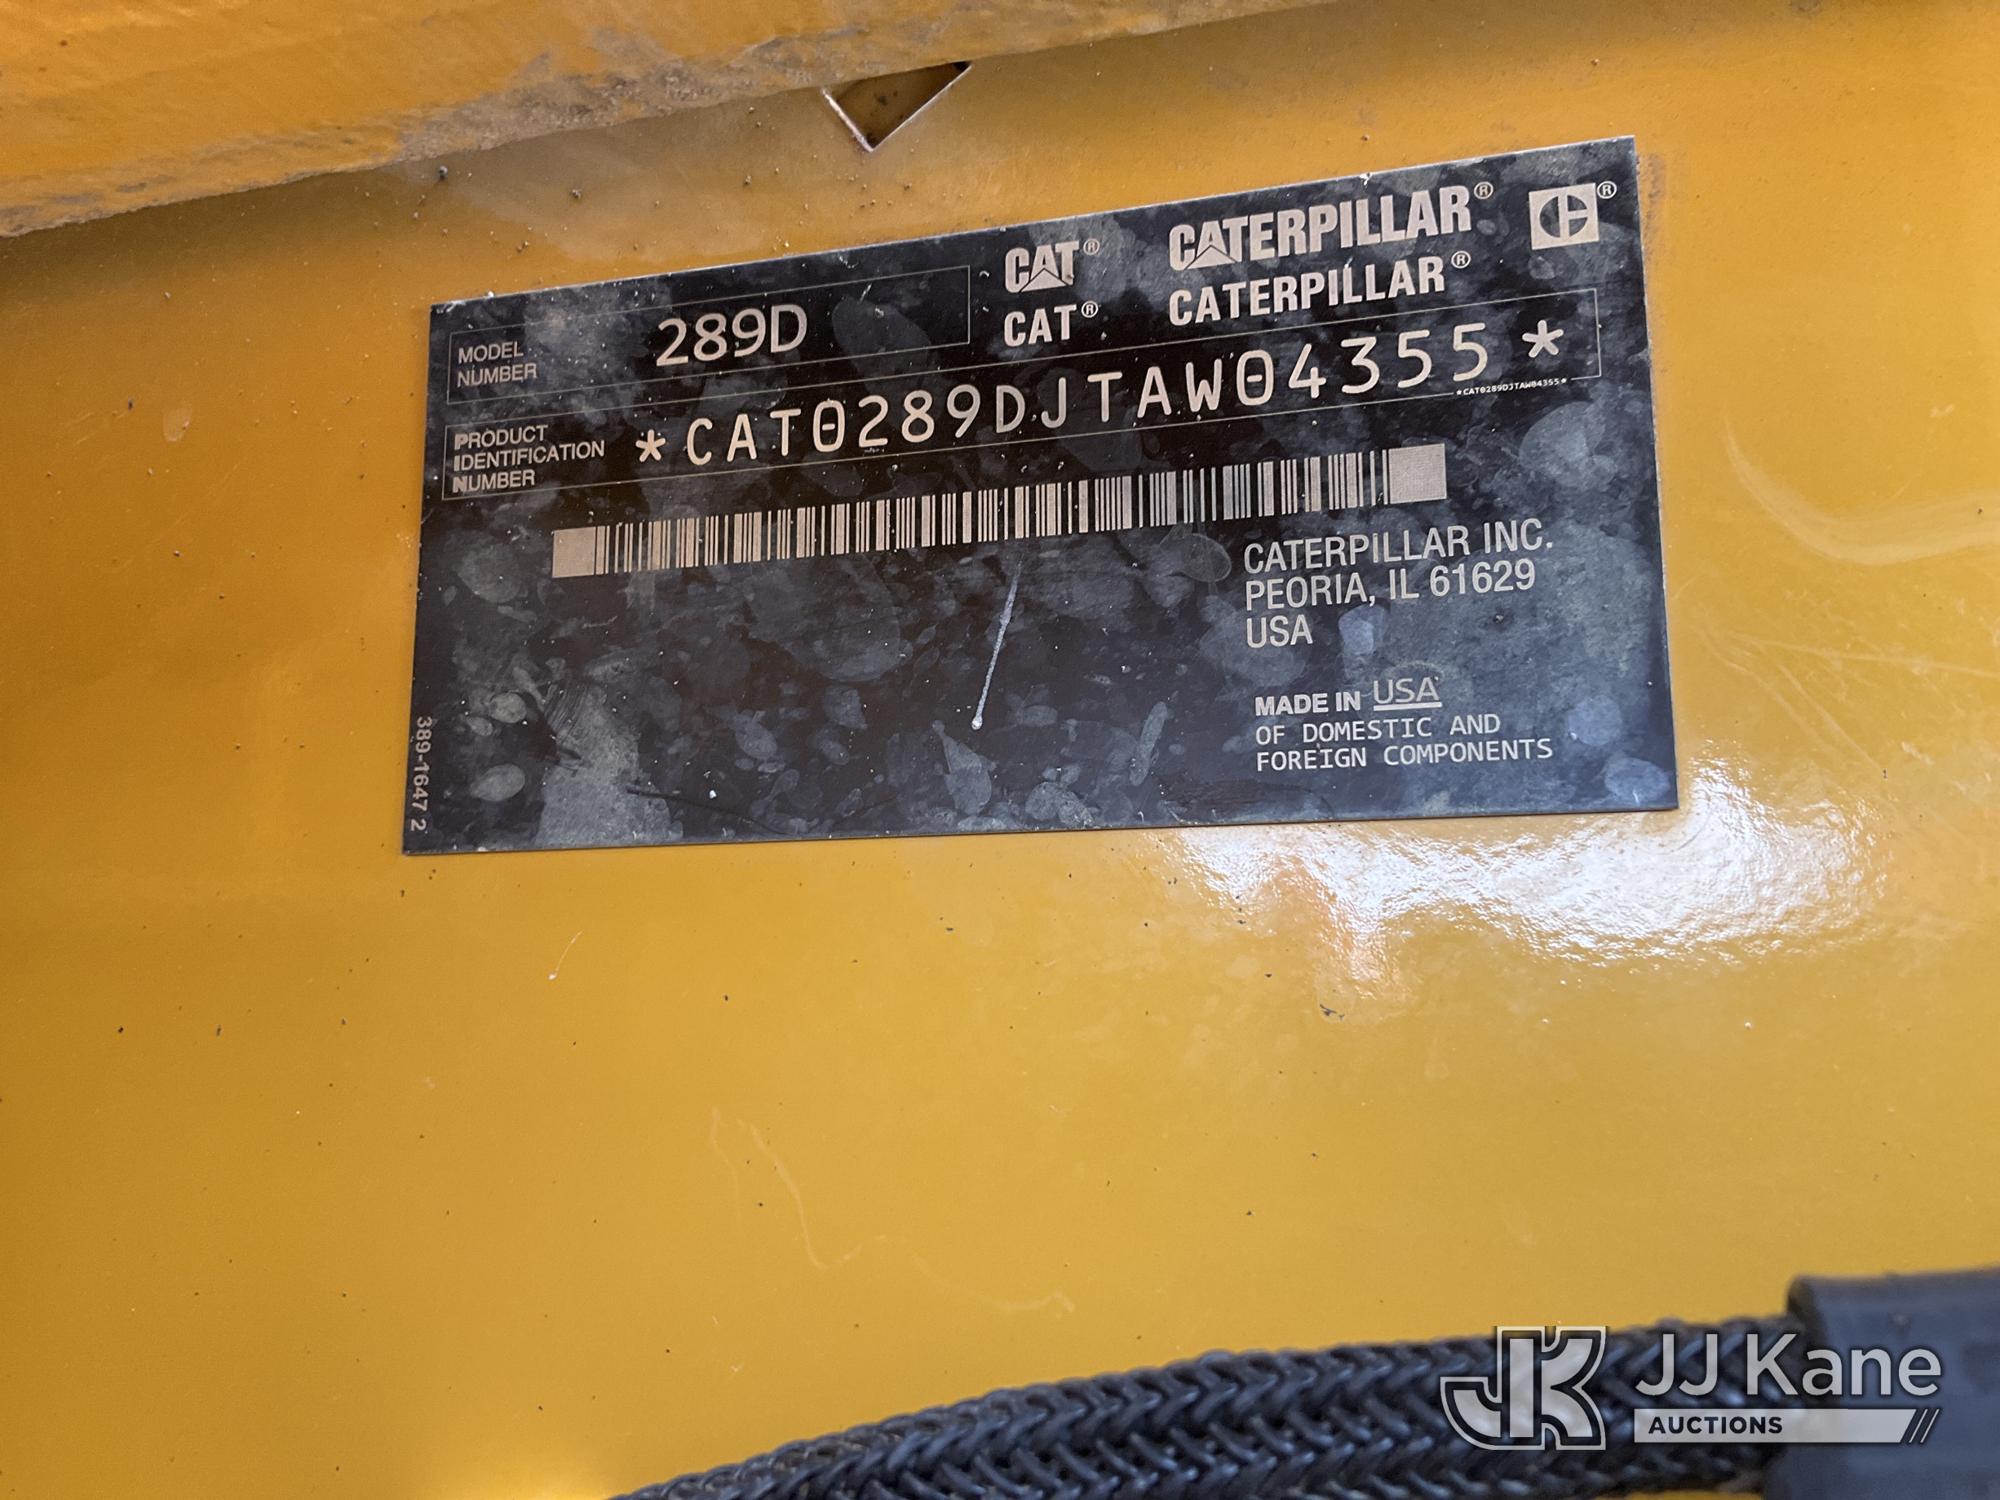 CAT® CATERPILLAR® ®
CAT® CATERPILLAR®
MODEL
NUMBER
289D
PRODUCT
IDENTIFICATION
NUMBER
*CAT0289DJTAW04355*
*CAT0289DJTAW04355*
CATERPILLAR INC.
PEORIA, IL 61629
USA
MADE IN USA
OF DOMESTIC AND
FOREIGN COMPONENTS
389-1647 2
JK
JJ Kane
AUCTIONS